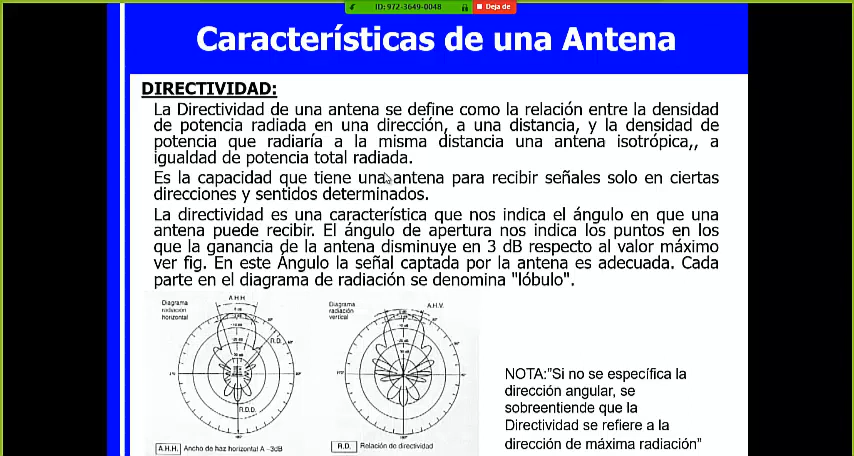 ID: 972-3649-0048
Deja de
Características de una Antena
DIRECTIVIDAD:
La Directividad de una antena se define como la relación entre la densidad
de potencia radiada en una dirección, a una distancia, y la densidad de
potencia que radiaría a la misma distancia una antena isotrópica,, a
igualdad de potencia total radiada.
Es la capacidad que tiene una antena para recibir señales solo en ciertas
direcciones y sentidos determinados.
La directividad es una característica que nos indica el ángulo en que una
antena puede recibir. El ángulo de apertura nos indica los puntos en los
que la ganancia de la antena disminuye en 3 dB respecto al valor máximo
ver fig. En este Ángulo la señal captada por la antena es adecuada. Cada
parte en el diagrama de radiación se denomina "lóbulo".
Diagrama
radiación
horizontal
A.H.H.
R.D.
R.D.D.
A.H.H. Ancho de haz horizontal A -3dB
Diagrama
radiación
vertical
A.H.V.
R.D. Relación de directividad
NOTA:"Si no se específica la
dirección angular, se
sobreentiende que la
Directividad se refiere a la
dirección de máxima radiación"